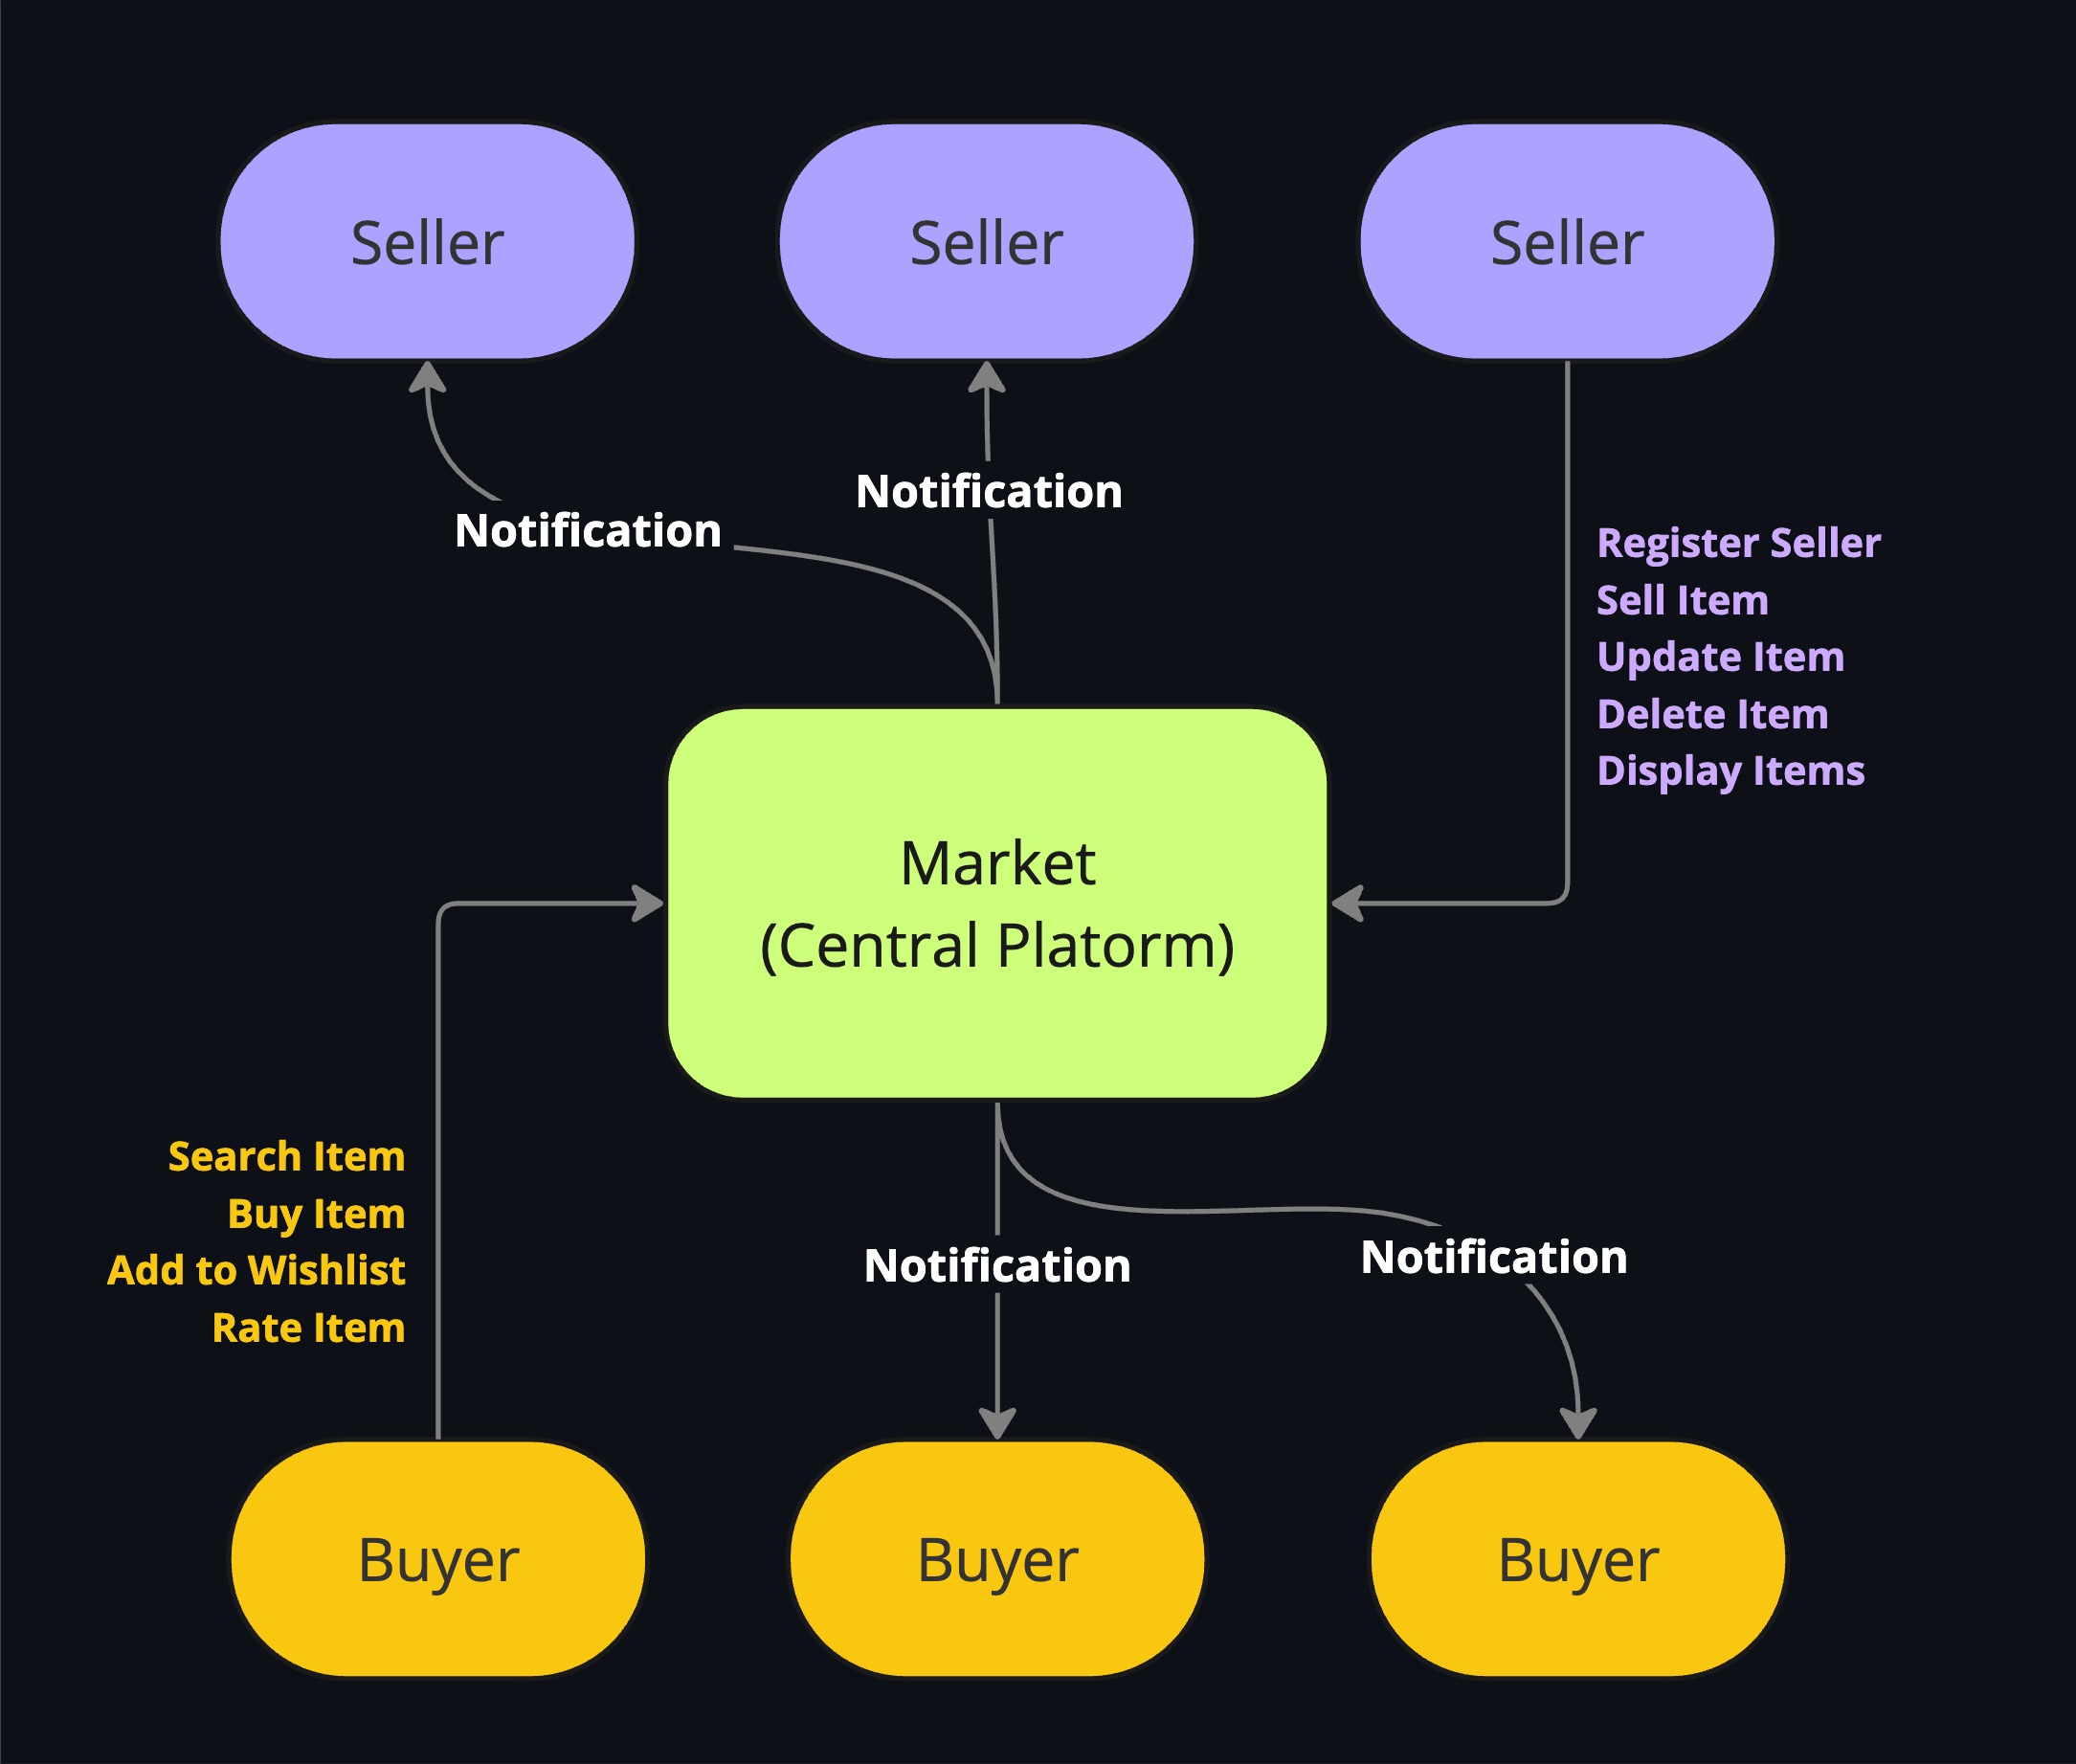 Seller
Seller
Seller
Notification
Notification
Register Seller
Sell Item
Update Item
Delete Item
Display Items
Market
(Central Platorm)
Search Item
Buy Item
Add to Wishlist
Rate Item
Notification
Notification
Buyer
Buyer
Buyer